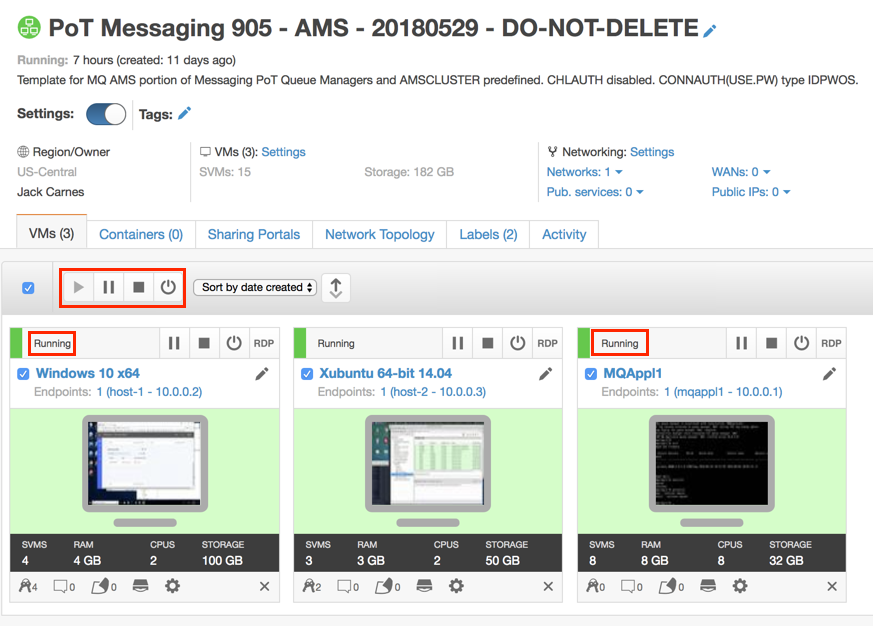 PoT Messaging 905 - AMS - 20180529 - DO-NOT-DELETE
Running: 7 hours (created: 11 days ago)
Template for MQ AMS portion of Messaging PoT Queue Managers and AMSCLUSTER predefined. CHLAUTH disabled. CONNAUTH(USE.PW) type IDPWOS.
Settings: Tags:
Region/Owner VMs (3): Settings Networking: Settings
US-Central SVMs: 15 Storage: 182 GB Networks: 1 WANs: 0
Jack Carnes Pub. services: 0 Public IPs: 0
VMs (3) Containers (0) Sharing Portals Network Topology Labels (2) Activity
Sort by date created
Running RDP Running RDP Running RDP
Windows 10 x64 Xubuntu 64-bit 14.04 MQAppl1
Endpoints: 1 (host-1 - 10.0.0.2) Endpoints: 1 (host-2 - 10.0.0.3) Endpoints: 1 (mqappl1 - 10.0.0.1)
SVMS RAM CPUS STORAGE SVMS RAM CPUS STORAGE SVMS RAM CPUS STORAGE
4 4 GB 2 100 GB 3 3 GB 2 50 GB 8 8 GB 8 32 GB
4 0 0 2 0 0 0 0 0